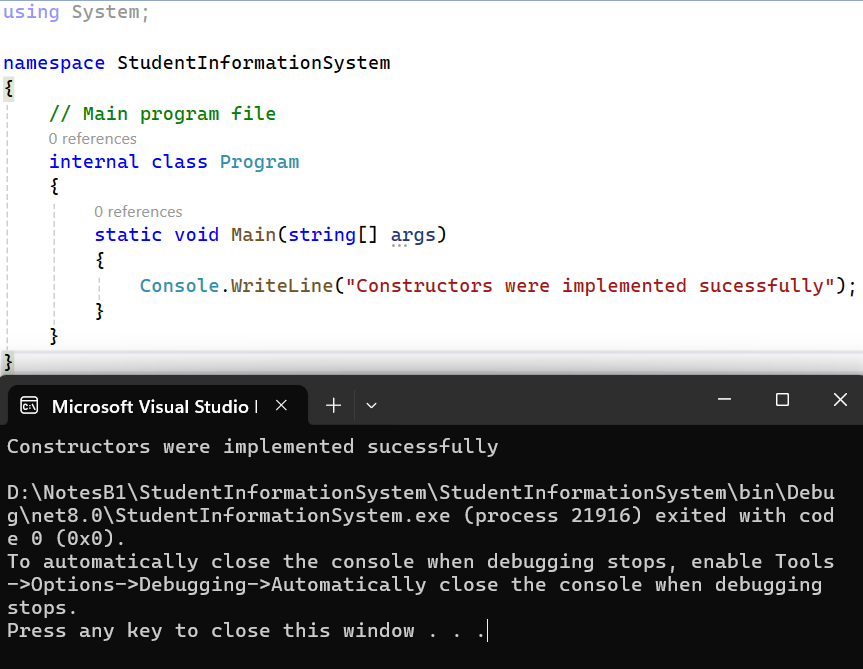 using System;
namespace StudentInformationSystem
{
// Main program file
0 references
internal class Program
{
0 references
static void Main(string[] args)
{
Console.WriteLine("Constructors were implemented sucessfully");
}
}
}
Microsoft Visual Studio
Constructors were implemented sucessfully
D:\NotesB1\StudentInformationSystem\StudentInformationSystem\bin\Debu
g\net8.0\StudentInformationSystem.exe (process 21916) exited with cod
e 0 (0x0).
To automatically close the console when debugging stops, enable Tools
->Options->Debugging->Automatically close the console when debugging
stops.
Press any key to close this window . . .